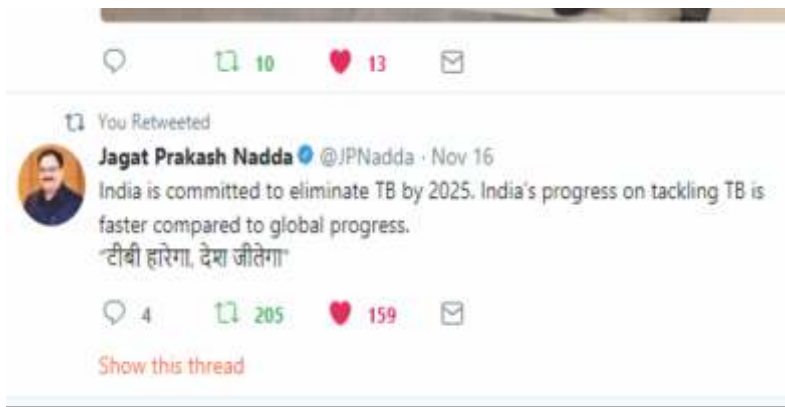 10 13
You Retweeted
Jagat Prakash Nadda @JPNadda · Nov 16
India is committed to eliminate TB by 2025. India's progress on tackling TB is
faster compared to global progress.
"टीबी हारेगा, देश जीतेगा"
4 205 159
Show this thread